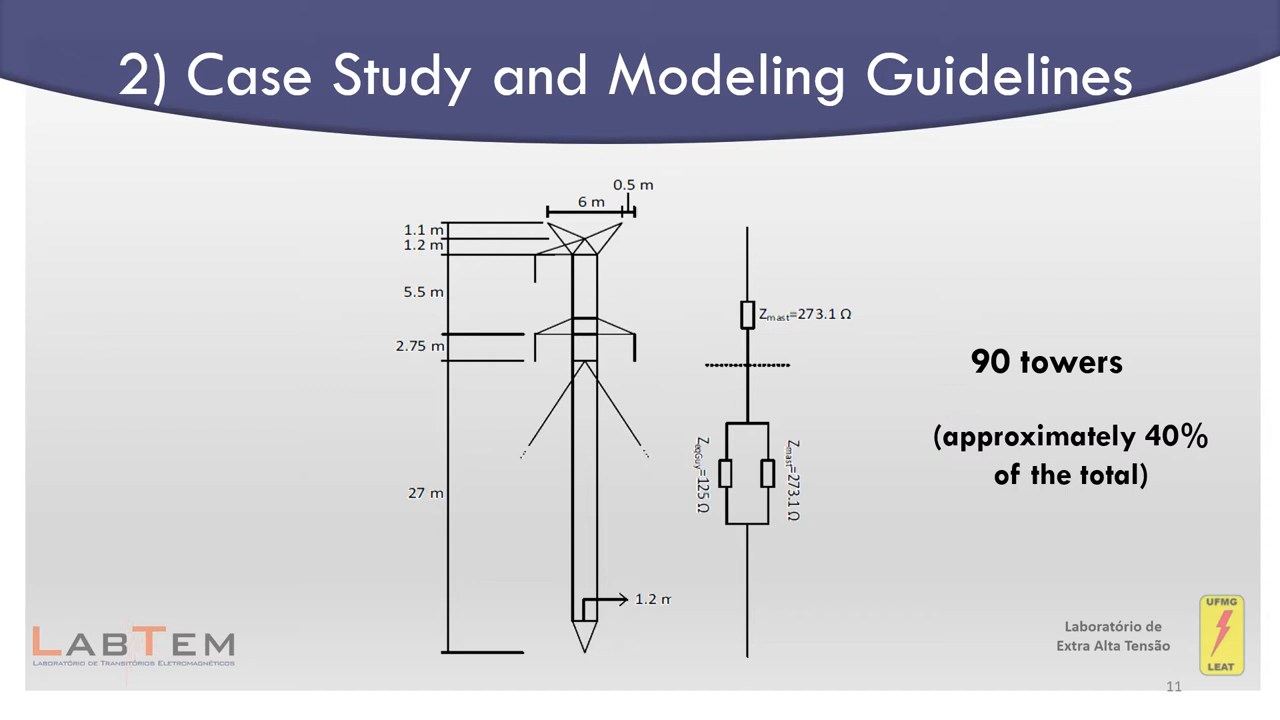 2) Case Study and Modeling Guidelines
0.5 m
6 m
1.1 m
1.2 m
5.5 m
2.75 m
27 m
1.2 m
Zmast=273.1 Ω
ZeqGuy=125 Ω
Zmast=273.1 Ω
90 towers
(approximately 40%
of the total)
LABTEM
LABORATÓRIO DE TRANSITÓRIOS ELETROMAGNÉTICOS
Laboratório de
Extra Alta Tensão
UFMG
LEAT
11